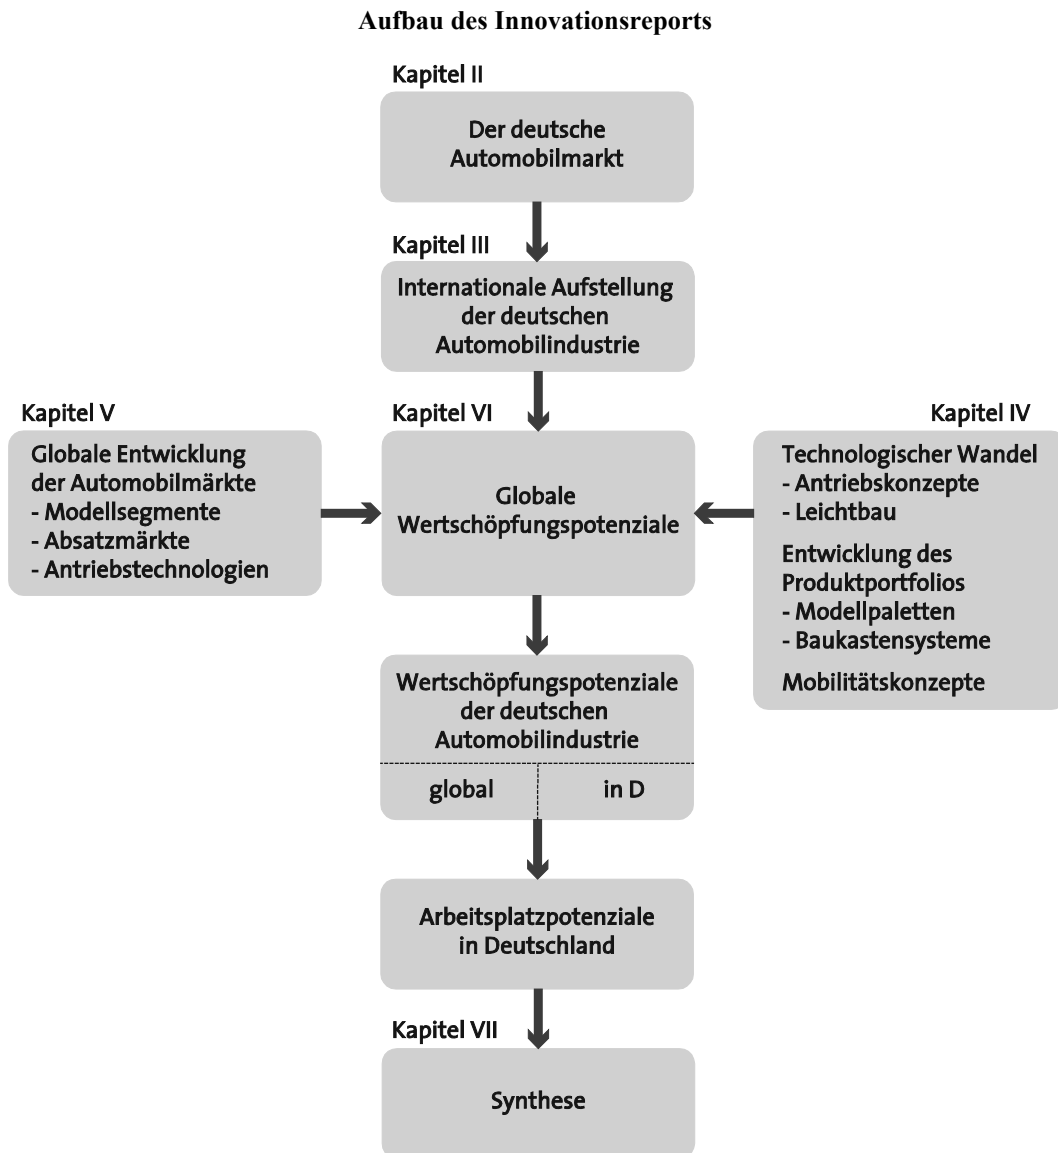 Aufbau des Innovationsreports
Kapitel II
Der deutsche
Automobilmarkt
Kapitel III
Internationale Aufstellung
der deutschen
Automobilindustrie
Kapitel V
Globale Entwicklung
der Automobilmärkte
- Modellsegmente
- Absatzmärkte
- Antriebstechnologien
Kapitel VI
Globale
Wertschöpfungspotenziale
Kapitel IV
Technologischer Wandel
- Antriebskonzepte
- Leichtbau
Entwicklung des
Produktportfolios
- Modellpaletten
- Baukastensysteme
Mobilitätskonzepte
Wertschöpfungspotenziale
der deutschen
Automobilindustrie
global
in D
Arbeitsplatzpotenziale
in Deutschland
Kapitel VII
Synthese